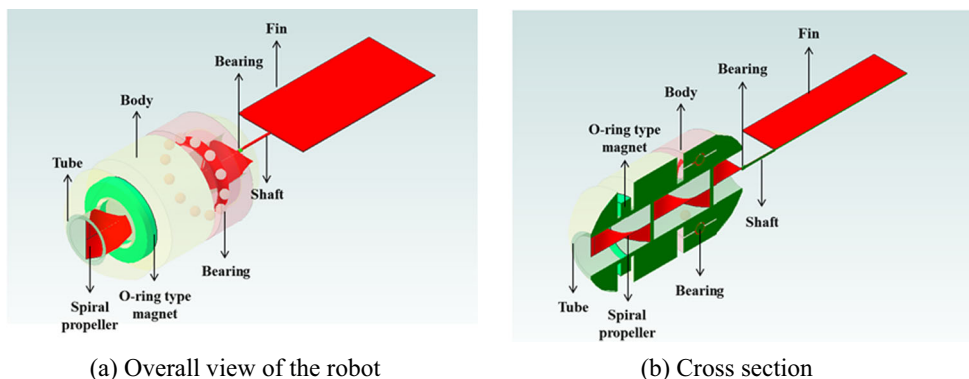 Fin
Bearing
Body
Tube
Shaft
Bearing
Spiral
propeller
O-ring type
magnet
(a) Overall view of the robot
Fin
Bearing
Body
O-ring type
magnet
Shaft
Bearing
Tube
Spiral
propeller
(b) Cross section